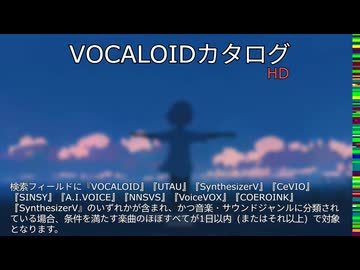 VOCALOIDカタログ
HD
検索フィールドに『VOCALOID』『UTAU』『SynthesizerV』『CeVIO』
『SINSY』『A.I.VOICE』『NNSVS』『VoiceVOX』『COEROINK』
『SynthesizerV』のいずれかが含まれ、かつ音楽・サウンドジャンルに分類され
ている場合、条件を満たす楽曲のほぼすべてが1日以内（またはそれ以上）で対象
となります。